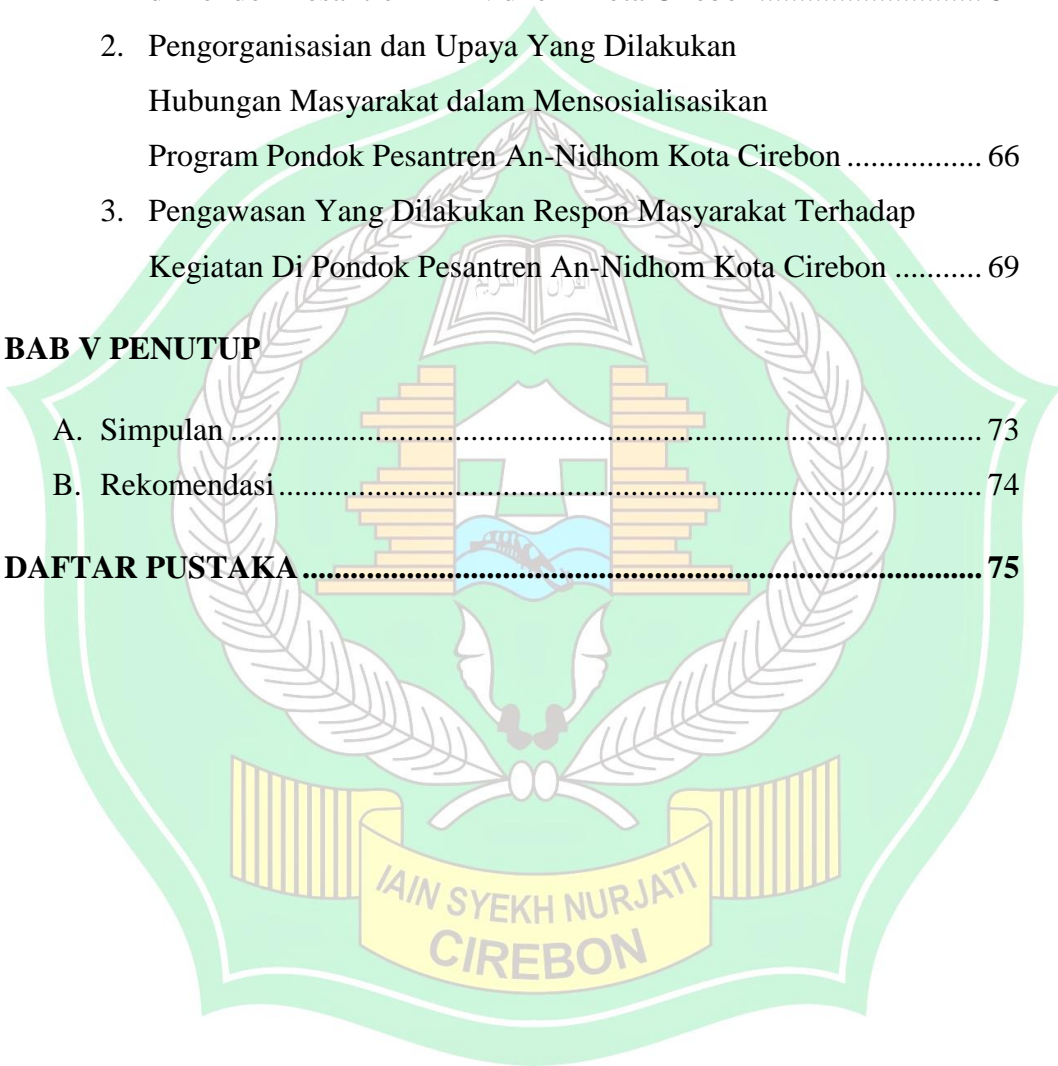 2. Pengorganisasian dan Upaya Yang Dilakukan
Hubungan Masyarakat dalam Mensosialisasikan
Program Pondok Pesantren An-Nidhom Kota Cirebon ................. 66
3. Pengawasan Yang Dilakukan Respon Masyarakat Terhadap
Kegiatan Di Pondok Pesantren An-Nidhom Kota Cirebon ........... 69
BAB V PENUTUP
A. Simpulan ................................................................................................ 73
B. Rekomendasi .......................................................................................... 74
DAFTAR PUSTAKA ...................................................................................... 75
IAIN SYEKH NURJATI
CIREBON